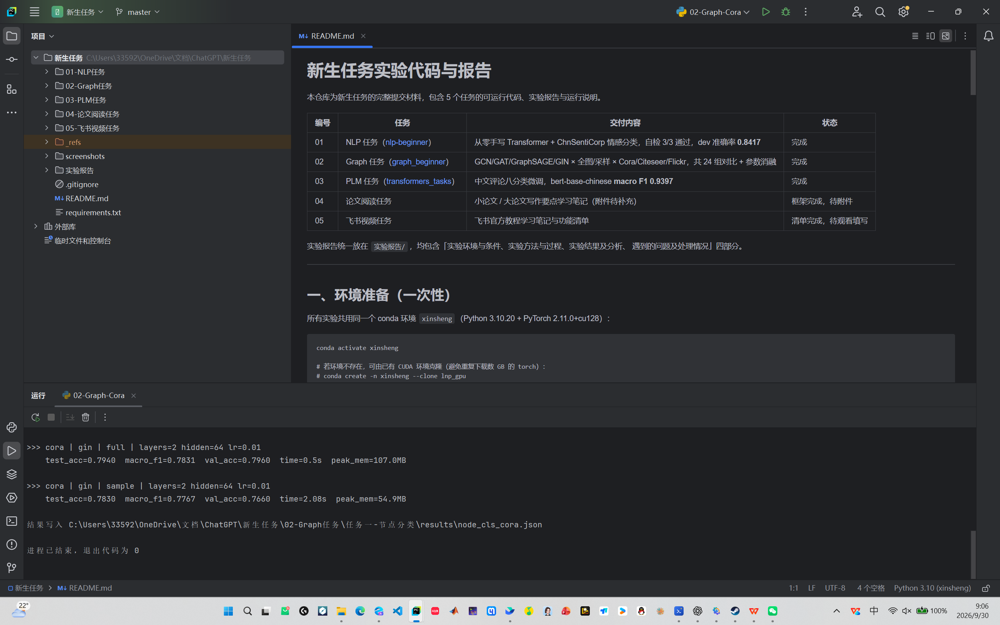 新生任务
master
02-Graph-Cora
项目
README.md
新生任务 C:\Users\33592\OneDrive\文档\ChatGPT\新生任务
01-NLP任务
02-Graph任务
03-PLM任务
04-论文阅读任务
05-飞书视频任务
_refs
screenshots
实验报告
.gitignore
README.md
requirements.txt
外部库
临时文件和控制台
新生任务实验代码与报告
本仓库为新生任务的完整提交材料，包含 5 个任务的可运行代码、实验报告与运行说明。
编号 任务 交付内容 状态
01 NLP 任务（nlp-beginner） 从零手写 Transformer + ChnSentiCorp 情感分类，自检 3/3 通过，dev 准确率 0.8417 完成
02 Graph 任务（graph_beginner） GCN/GAT/GraphSAGE/GIN × 全图/采样 × Cora/Citeseer/Flickr，共 24 组对比 + 参数消融 完成
03 PLM 任务（transformers_tasks） 中文评论八分类微调，bert-base-chinese macro F1 0.9397 完成
04 论文阅读任务 小论文 / 大论文写作要点学习笔记（附件待补充） 框架完成，待附件
05 飞书视频任务 飞书官方教程学习笔记与功能清单 清单完成，待观看填写
实验报告统一放在 实验报告/ ，均包含「实验环境与条件、实验方法与过程、实验结果及分析、 遇到的问题及处理情况」四部分。
一、环境准备（一次性）
所有实验共用同一个 conda 环境 xinsheng （Python 3.10.20 + PyTorch 2.11.0+cu128）：
conda activate xinsheng
# 若环境不存在，可由已有 CUDA 环境克隆（避免重复下载数 GB 的 torch）：
# conda create -n xinsheng --clone lnp_gpu
运行 02-Graph-Cora
>>> cora | gin | full | layers=2 hidden=64 lr=0.01
test_acc=0.7940 macro_f1=0.7831 val_acc=0.7960 time=0.5s peak_mem=107.0MB
>>> cora | gin | sample | layers=2 hidden=64 lr=0.01
test_acc=0.7830 macro_f1=0.7767 val_acc=0.7660 time=2.08s peak_mem=54.9MB
结果写入 C:\Users\33592\OneDrive\文档\ChatGPT\新生任务\02-Graph任务\任务一-节点分类\results\node_cls_cora.json
进程已结束，退出代码为 0
新生任务 README.md
1:1 LF UTF-8 4 个空格 Python 3.10 (xinsheng)
22°
中
100%
9:06
2026/9/30